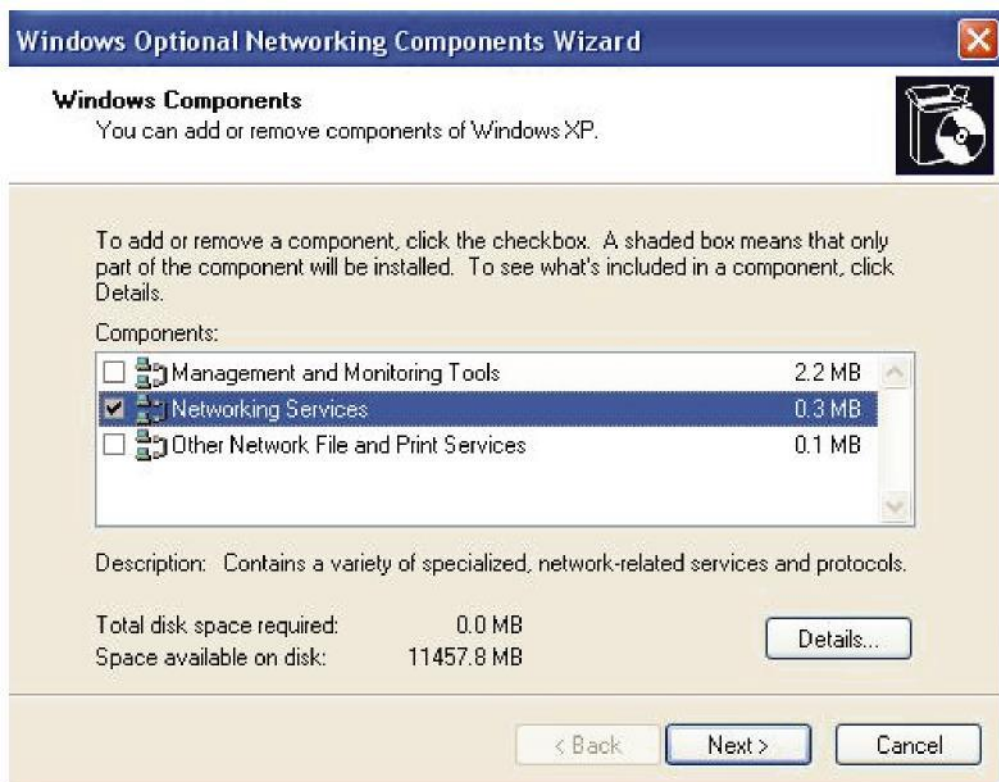 Windows Optional Networking Components Wizard
Windows Components
You can add or remove components of Windows XP.
To add or remove a component, click the checkbox. A shaded box means that only
part of the component will be installed. To see what's included in a component, click
Details.
Components:
Management and Monitoring Tools 2.2 MB
Networking Services 0.3 MB
Other Network File and Print Services 0.1 MB
Description: Contains a variety of specialized, network-related services and protocols.
Total disk space required: 0.0 MB
Space available on disk: 11457.8 MB
Details...
< Back Next > Cancel